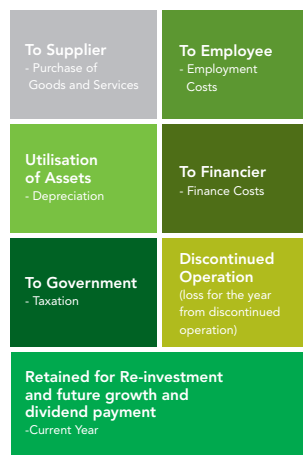 To Supplier
- Purchase of
Goods and Services
To Employee
- Employment
Costs
Utilisation
of Assets
- Depreciation
To Financier
- Finance Costs
To Government
- Taxation
Discontinued
Operation
(loss for the year
from discontinued
operation)
Retained for Re-investment
and future growth and
dividend payment
-Current Year